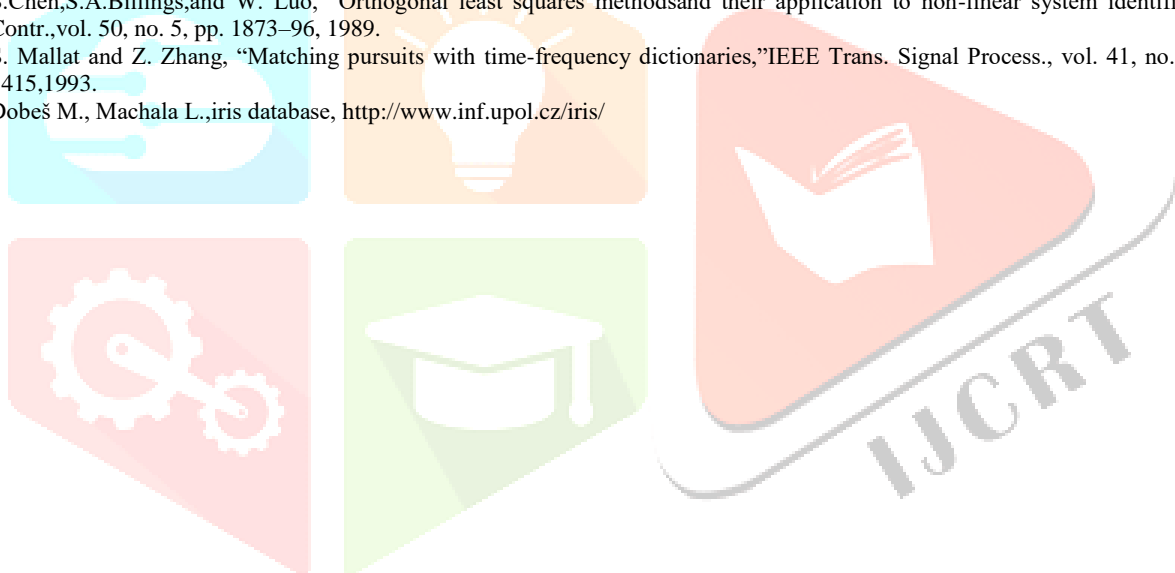 .Chen,S.A.Billings,and W. Luo, "Orthogonal least squares methodsand their application to non-linear system
Contr.,vol. 50, no. 5, pp. 1873–96, 1989.
. Mallat and Z. Zhang, “Matching pursuits with time-frequency dictionaries,”IEEE Trans. Signal Process., vol. 41, no.
415,1993.
Dobeš M., Machala L.,iris database, http://www.inf.upol.cz/iris/
IJCRT